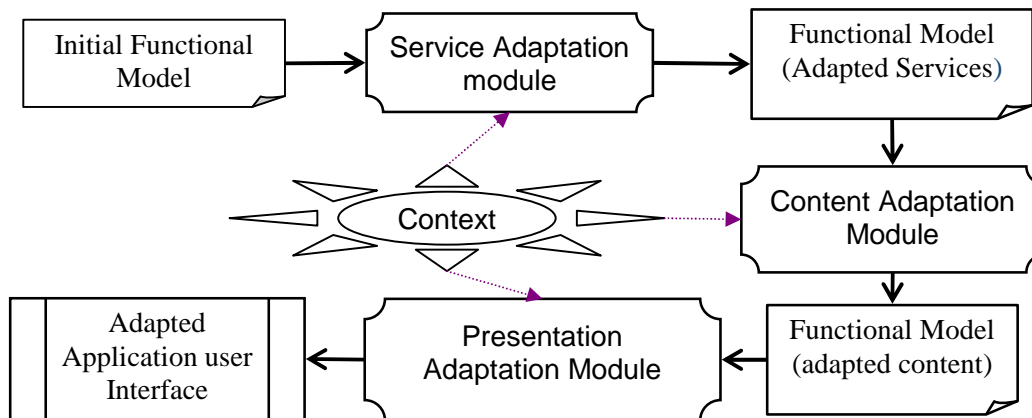 Initial Functional
Model
Service Adaptation
module
Functional Model
(Adapted Services)
Context
Content Adaptation
Module
Adapted
Application user
Interface
Presentation
Adaptation Module
Functional Model
(adapted content)